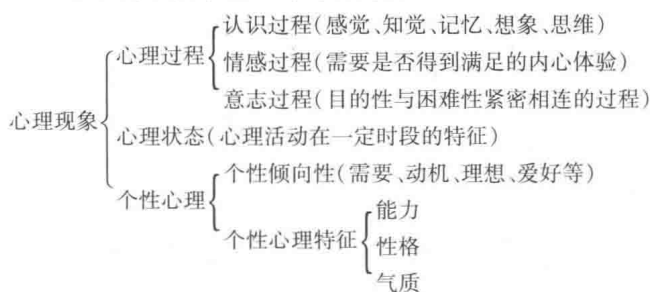 认识过程(感觉、知觉、记忆、想象、思维)
心理过程
情感过程(需要是否得到满足的内心体验)
意志过程(目的性与困难性紧密相连的过程)
心理现象
心理状态(心理活动在一定时段的特征)
个性倾向性(需要、动机、理想、爱好等)
个性心理
能力
个性心理特征
性格
气质